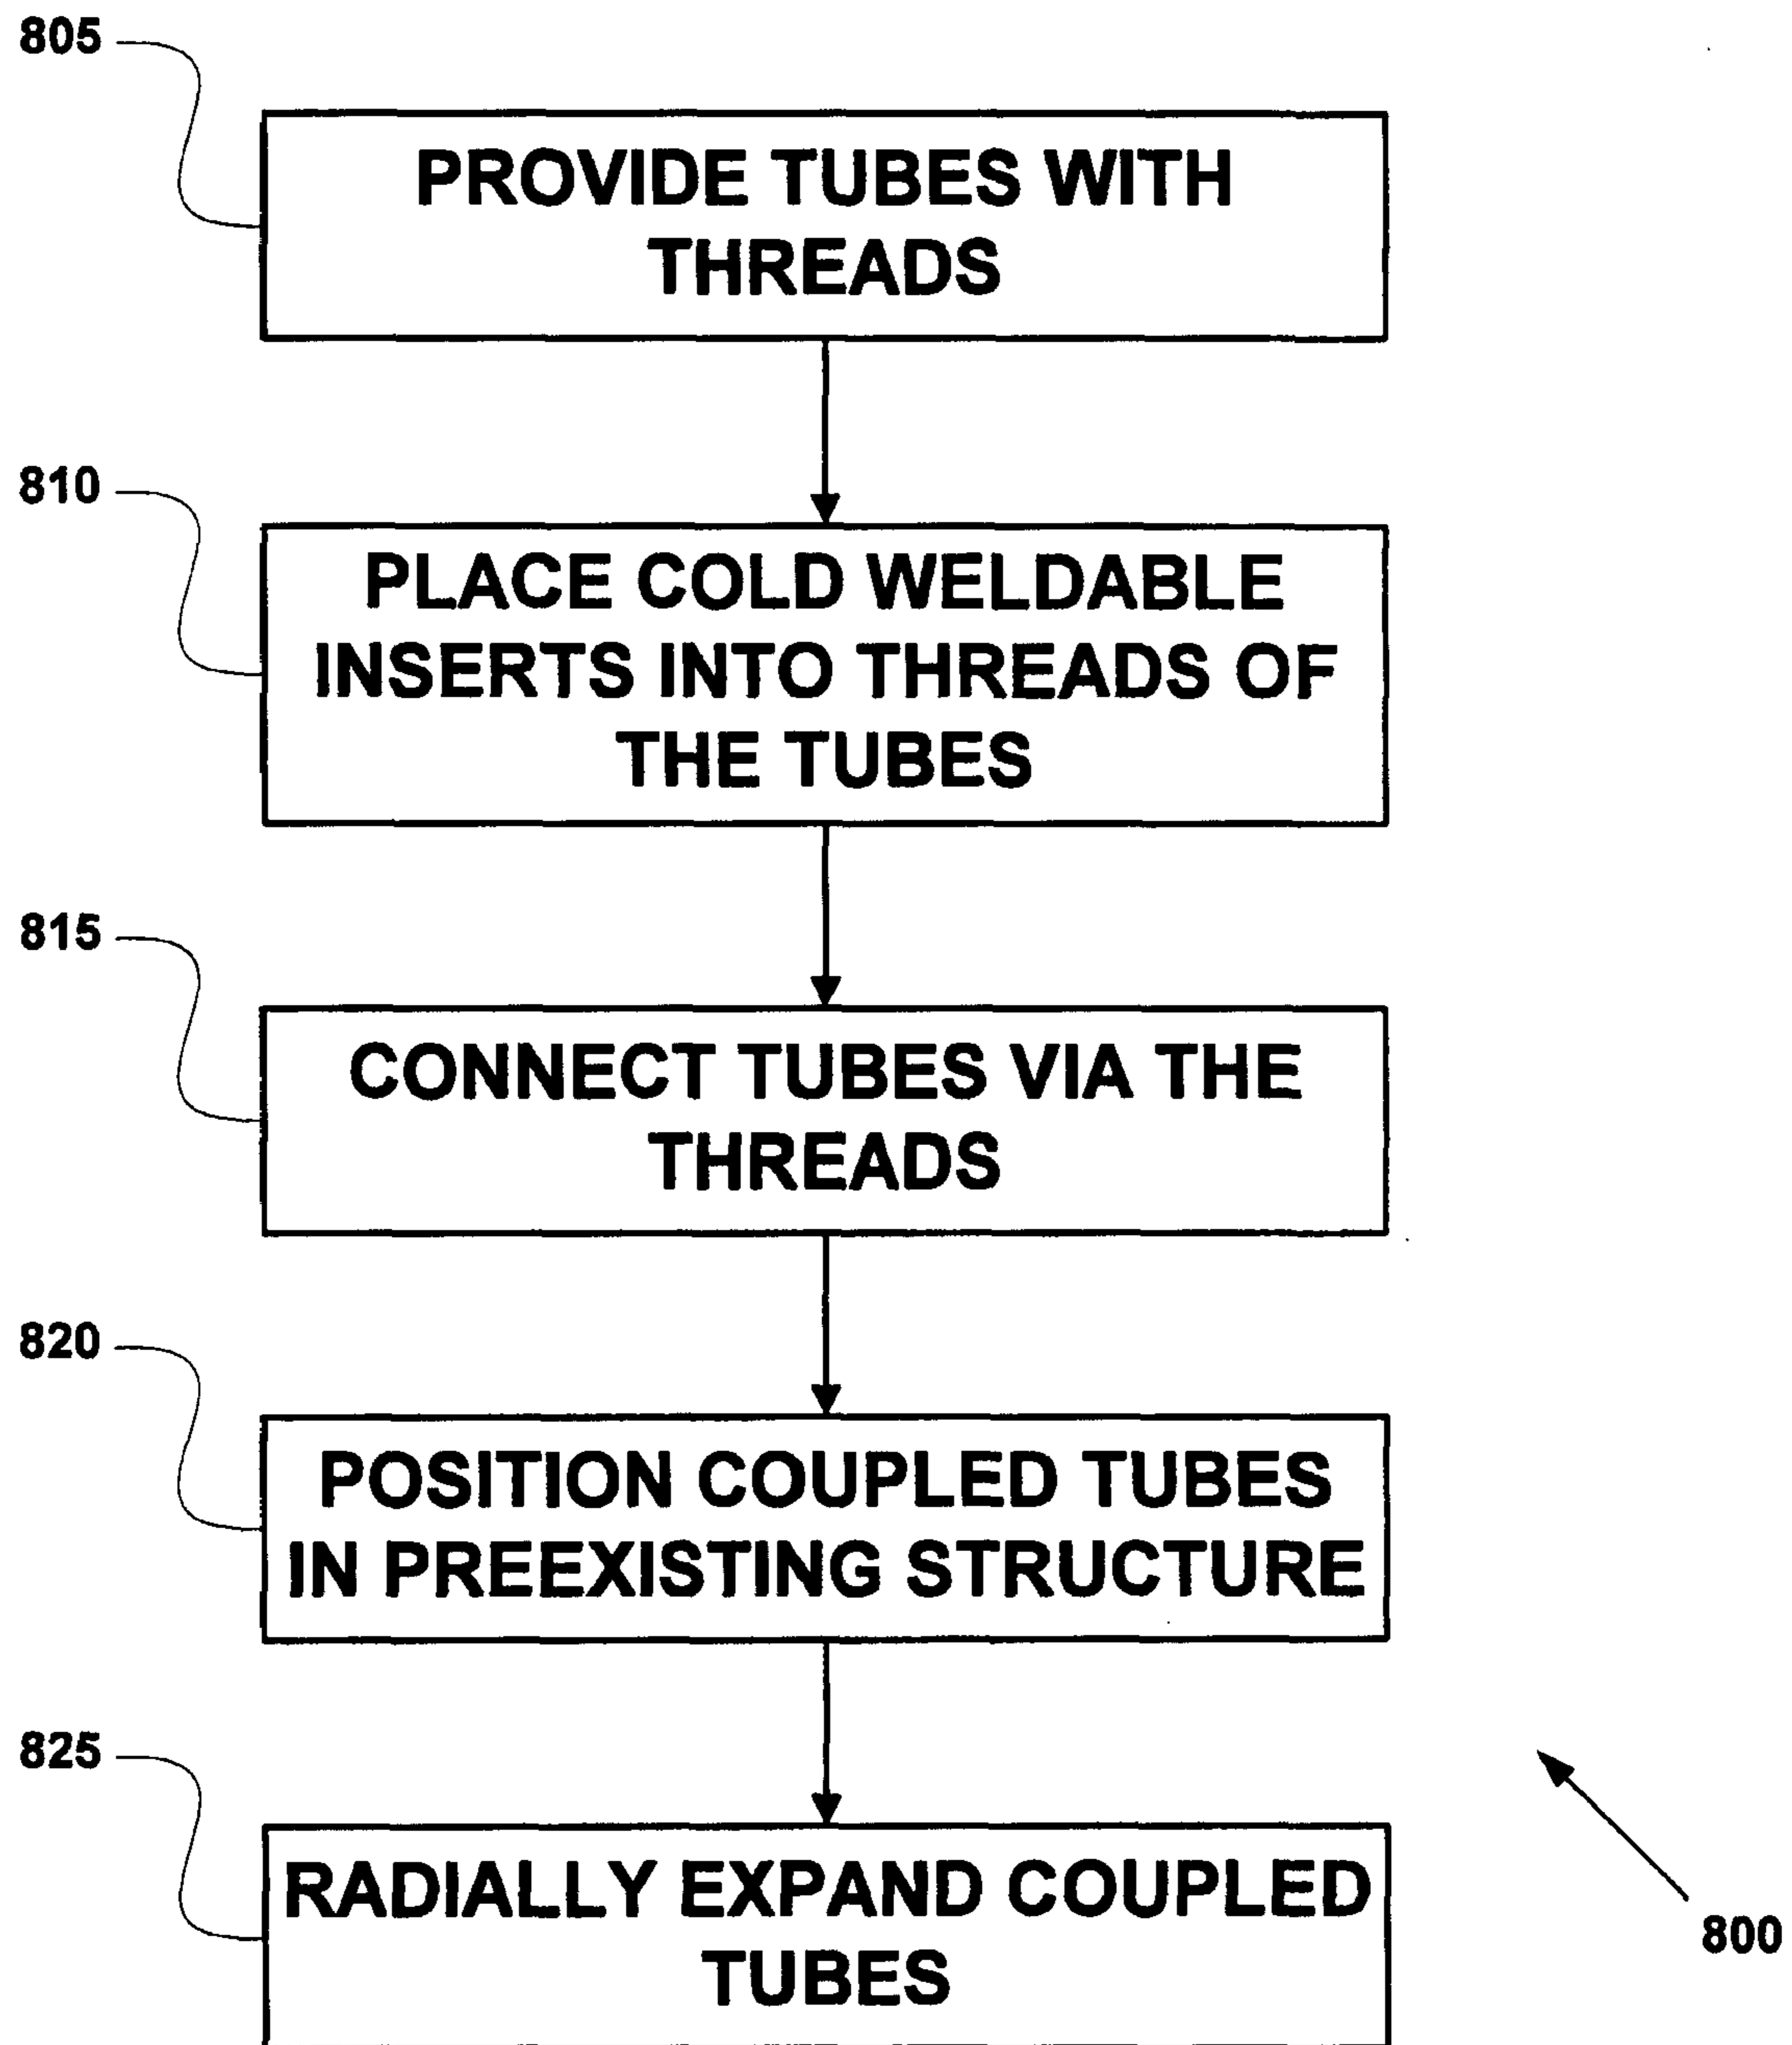 805
PROVIDE TUBES WITH
THREADS
810
PLACE COLD WELDABLE
INSERTS INTO THREADS OF
THE TUBES
815
CONNECT TUBES VIA THE
THREADS
820
POSITION COUPLED TUBES
IN PREEXISTING STRUCTURE
825
RADIALLY EXPAND COUPLED
TUBES
800